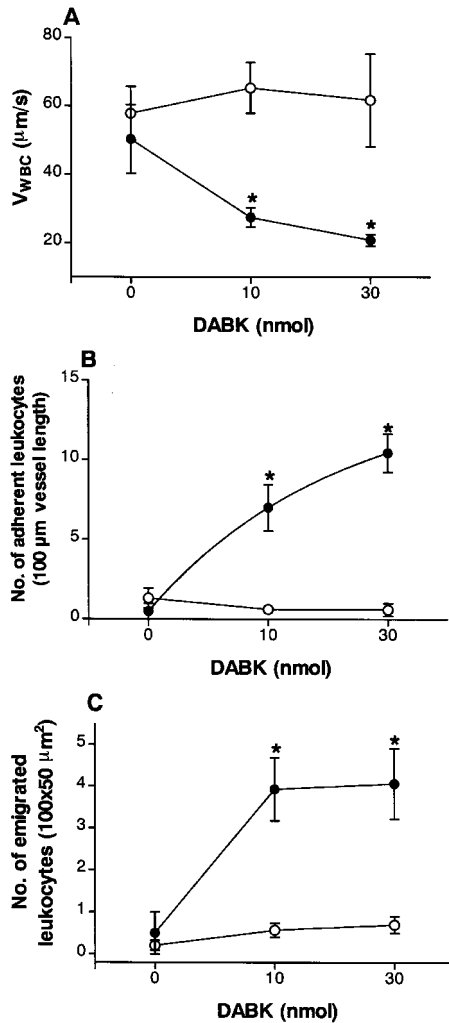 A
80
60
40
20
V_WBC (µm/s)
*
*
0 10 30
DABK (nmol)
B
15
10
5
0
No. of adherent leukocytes
(100 µm vessel length)
*
*
0 10 30
DABK (nmol)
C
5
4
3
2
1
0
No. of emigrated
leukocytes (100x50 µm²)
*
*
0 10 30
DABK (nmol)